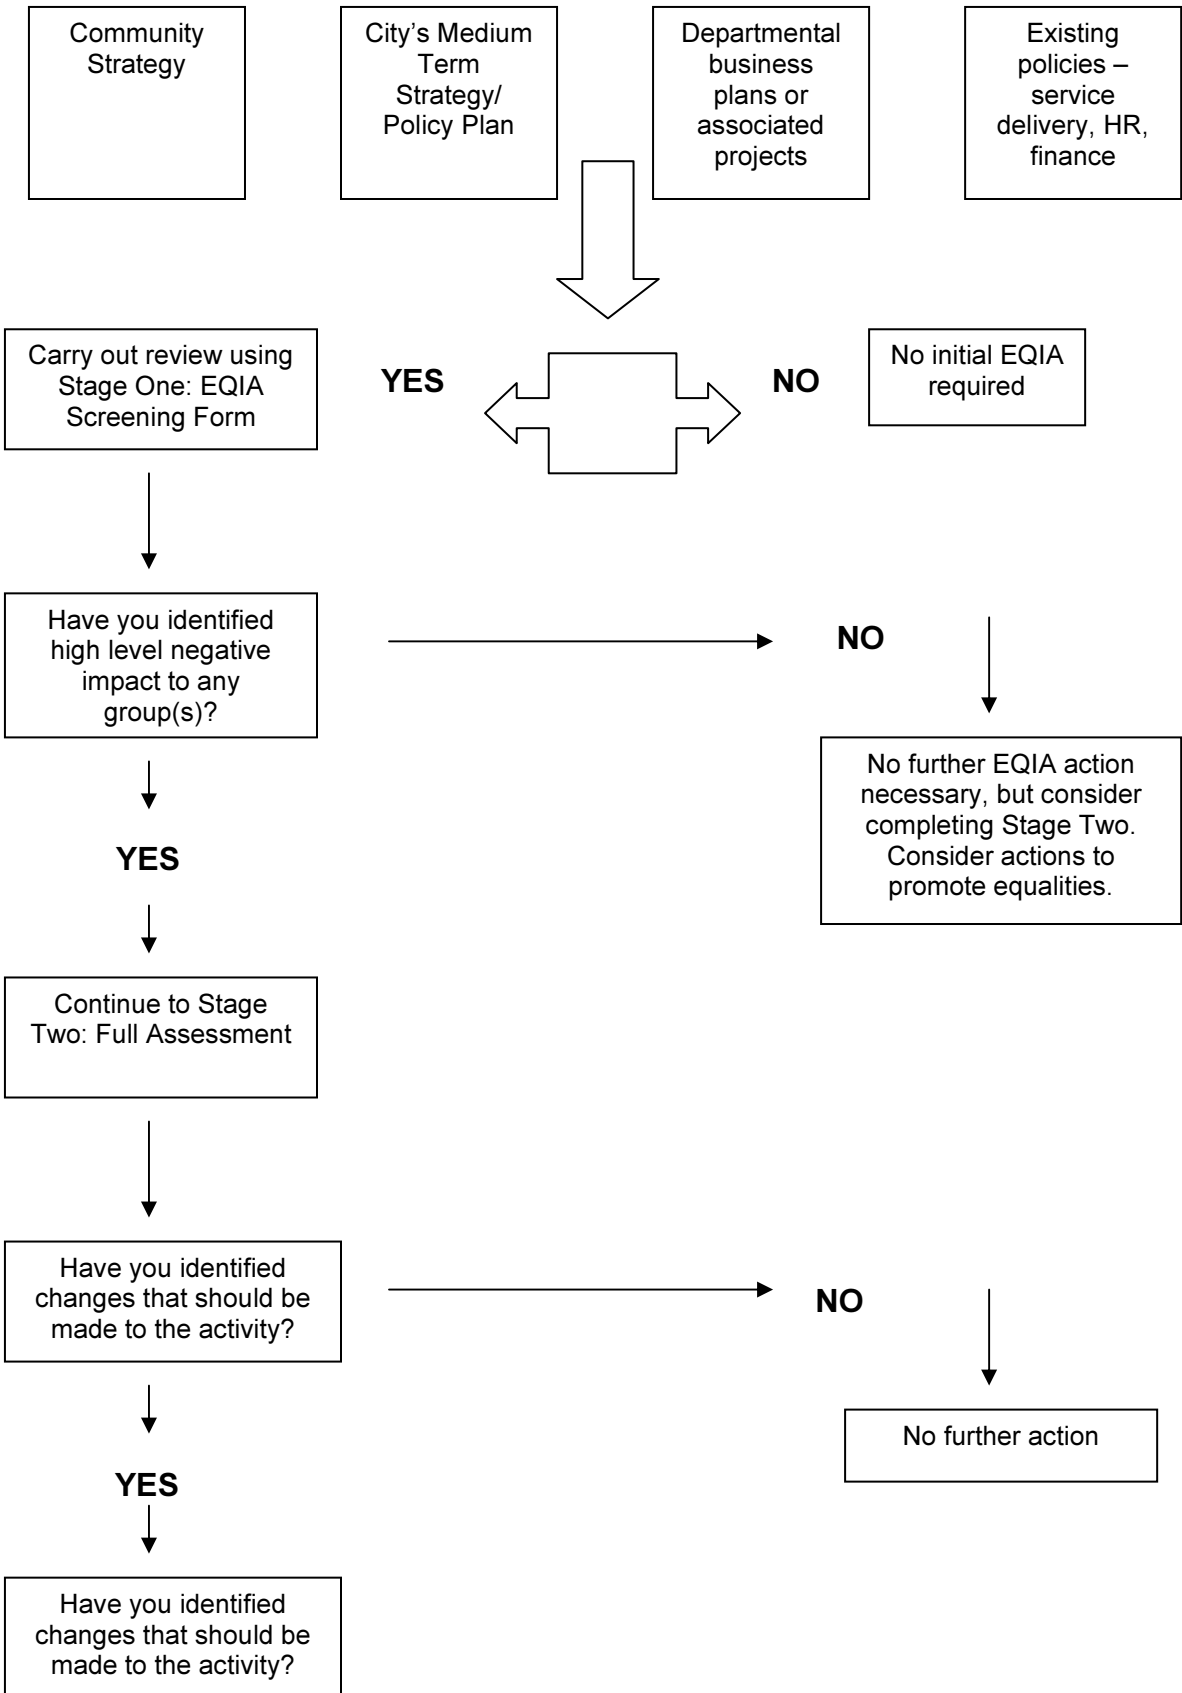 Community
Strategy
City's Medium
Term
Strategy/
Policy Plan
Departmental
business
plans or
associated
projects
Existing
policies –
service
delivery, HR,
finance
Carry out review using
Stage One: EQIA
Screening Form
YES
NO
No initial EQIA
required
Have you identified
high level negative
impact to any
group(s)?
NO
No further EQIA action
necessary, but consider
completing Stage Two.
Consider actions to
promote equalities.
YES
Continue to Stage
Two: Full Assessment
Have you identified
changes that should be
made to the activity?
NO
No further action
YES
Have you identified
changes that should be
made to the activity?